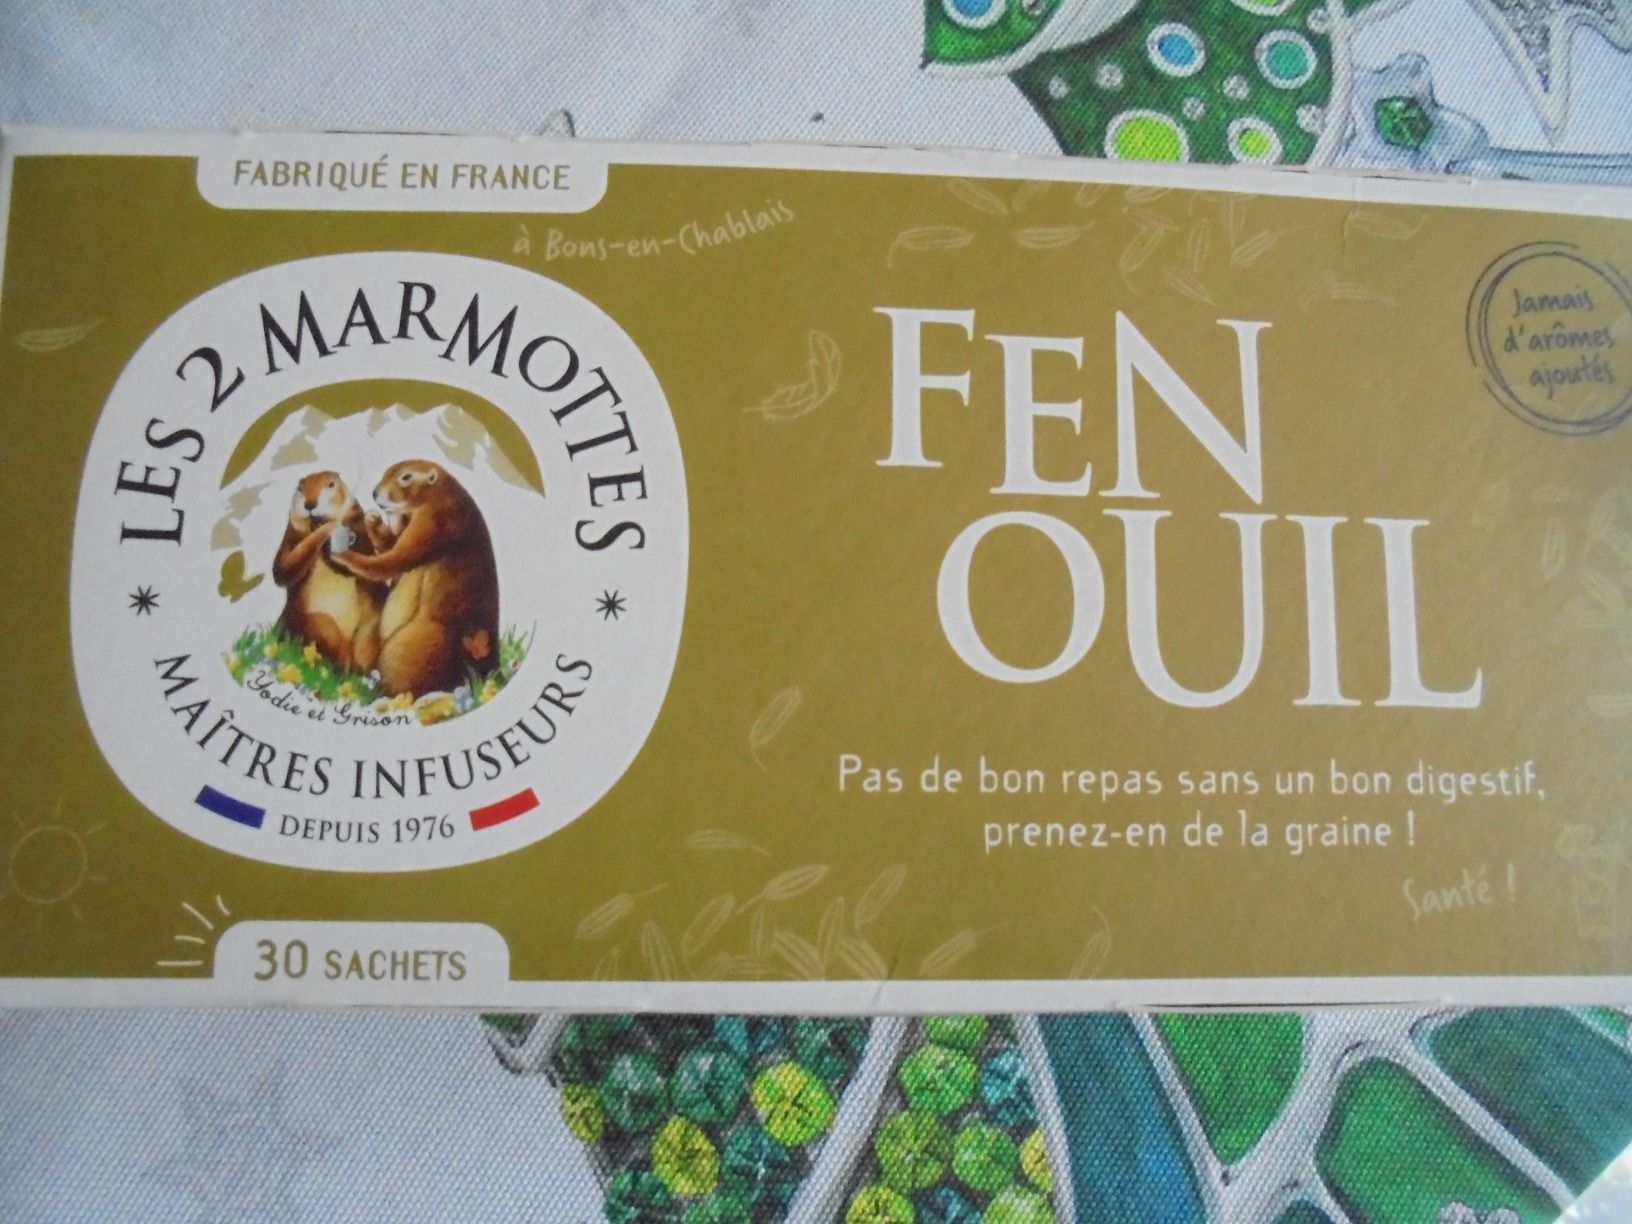 FABRIQUÉ EN FRANCE
à Bons-en-Chablais
LES 2 MARMOTTES
Yodie et Grison
MAÎTRES INFUSEURS
DEPUIS 1976
30 SACHETS
FEN
OUIL
Jamais
d'arômes
ajoutés
Pas de bon repas sans un bon digestif,
prenez-en de la graine !
Santé !